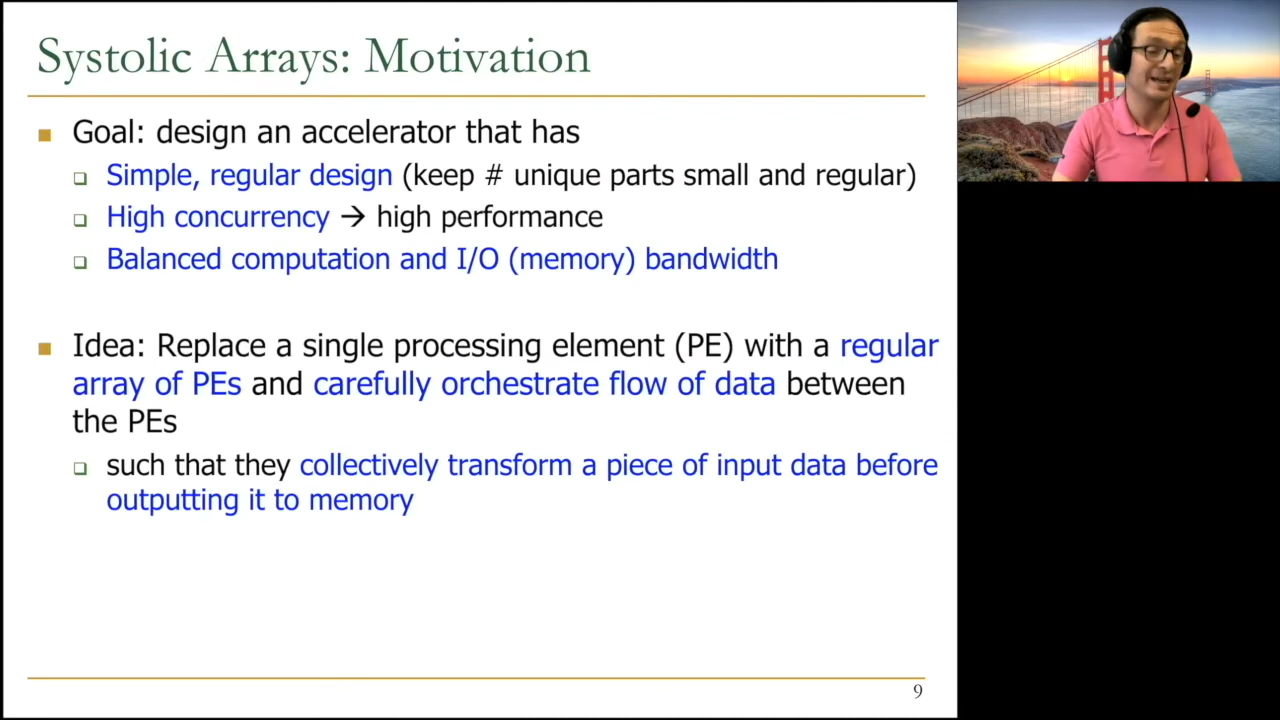 Systolic Arrays: Motivation
Goal: design an accelerator that has
Simple, regular design (keep # unique parts small and regular)
High concurrency → high performance
Balanced computation and I/O (memory) bandwidth
Idea: Replace a single processing element (PE) with a regular
array of PEs and carefully orchestrate flow of data between
the PEs
such that they collectively transform a piece of input data before
outputting it to memory
9